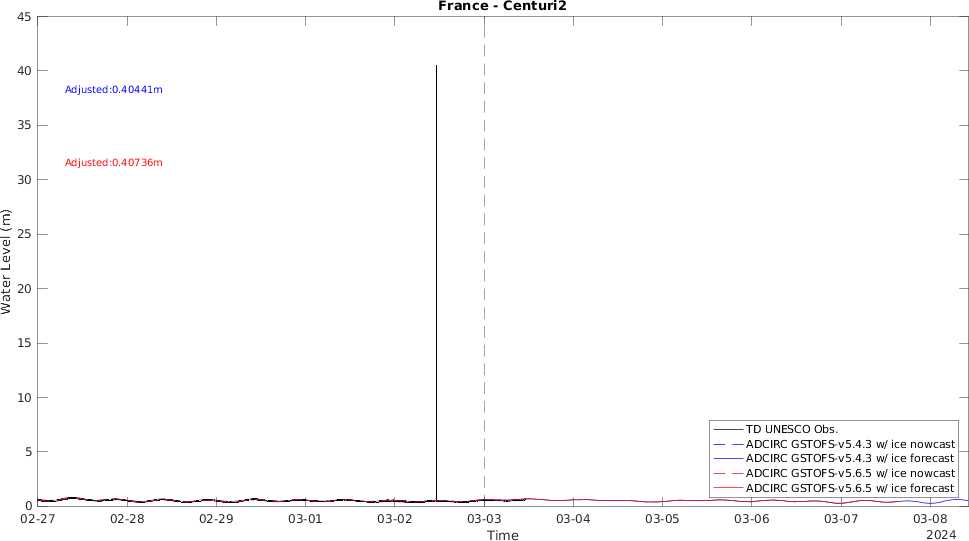 France - Centuri2
45
40
35
30
25
20
15
10
5
0
Water Level (m)
Adjusted:0.40441m
Adjusted:0.40736m
TD UNESCO Obs.
ADCIRC GSTOFS-v5.4.3 w/ ice nowcast
ADCIRC GSTOFS-v5.4.3 w/ ice forecast
ADCIRC GSTOFS-v5.6.5 w/ ice nowcast
ADCIRC GSTOFS-v5.6.5 w/ ice forecast
02-27 02-28 02-29 03-01 03-02 03-03 03-04 03-05 03-06 03-07 03-08
Time
2024